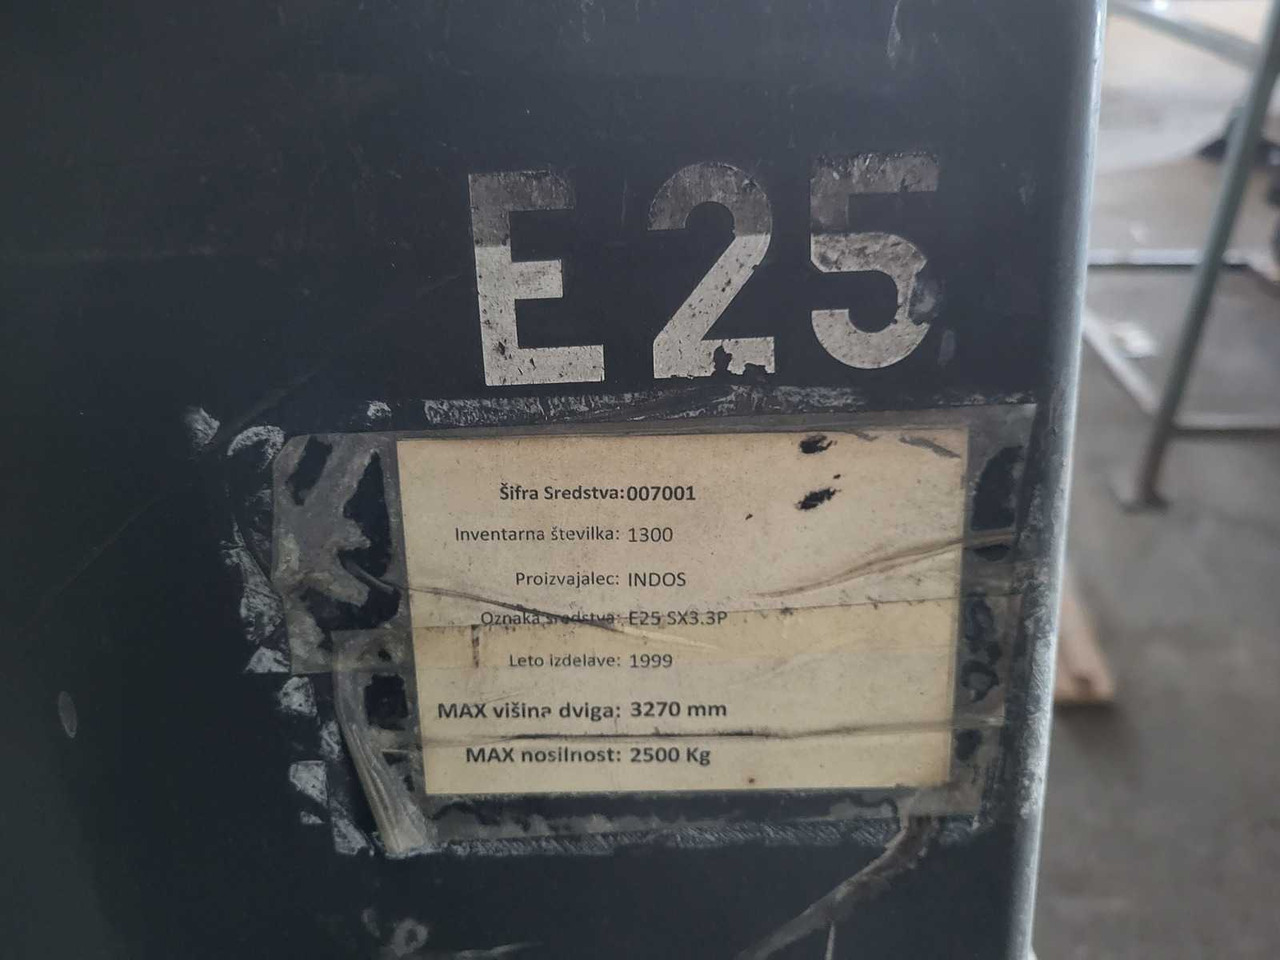 E25
Šifra Sredstva: 007001
Inventarna številka: 1300
Proizvajalec: INDOS
Oznaka sredstva: E25 SX3.3P
Leto izdelave: 1999
MAX višina dviga: 3270 mm
MAX nosilnost: 2500 Kg